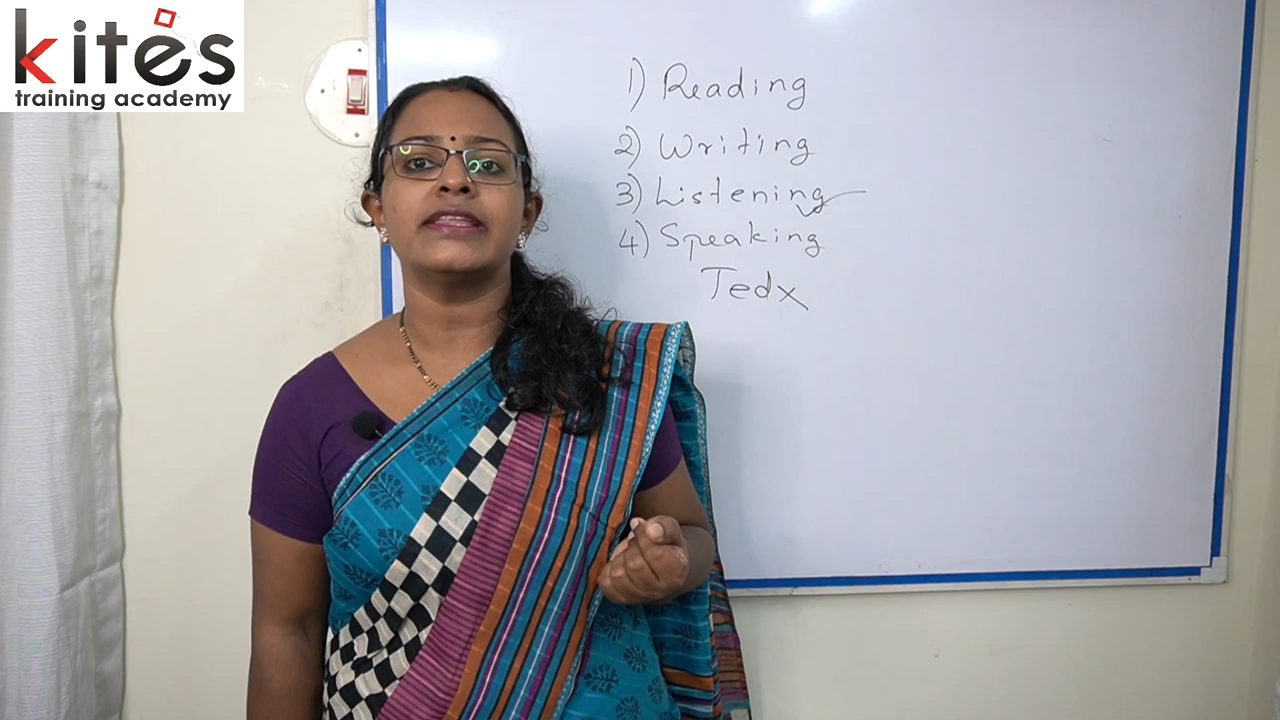 kites
training academy
1) Reading
2) Writing
3) Listening
4) Speaking
Tedx